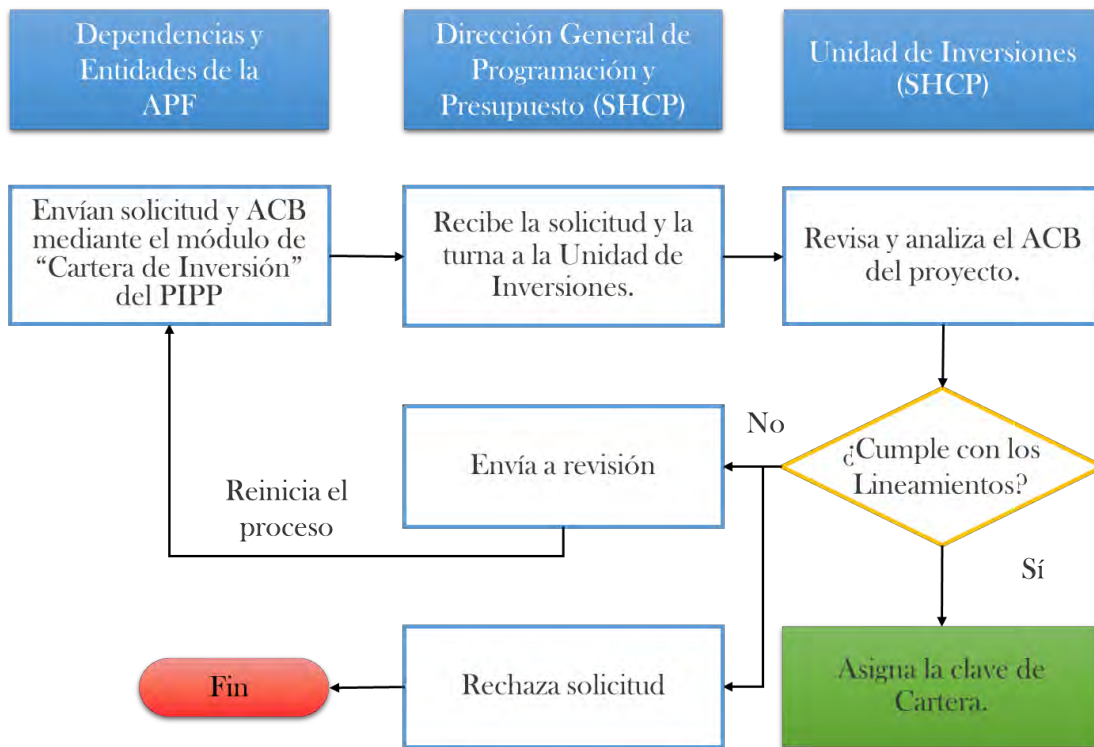 Dependencias y
Entidades de la
APF
Dirección General de
Programación y
Presupuesto (SHCP)
Unidad de Inversiones
(SHCP)
Envían solicitud y ACB
mediante el módulo de
“Cartera de Inversión”
del PIPP
Recibe la solicitud y la
turna a la Unidad de
Inversiones.
Revisa y analiza el ACB
del proyecto.
¿Cumple con los
Lineamientos?
No
Envía a revisión
Reinicia el
proceso
Sí
Rechaza solicitud
Fin
Asigna la clave de
Cartera.